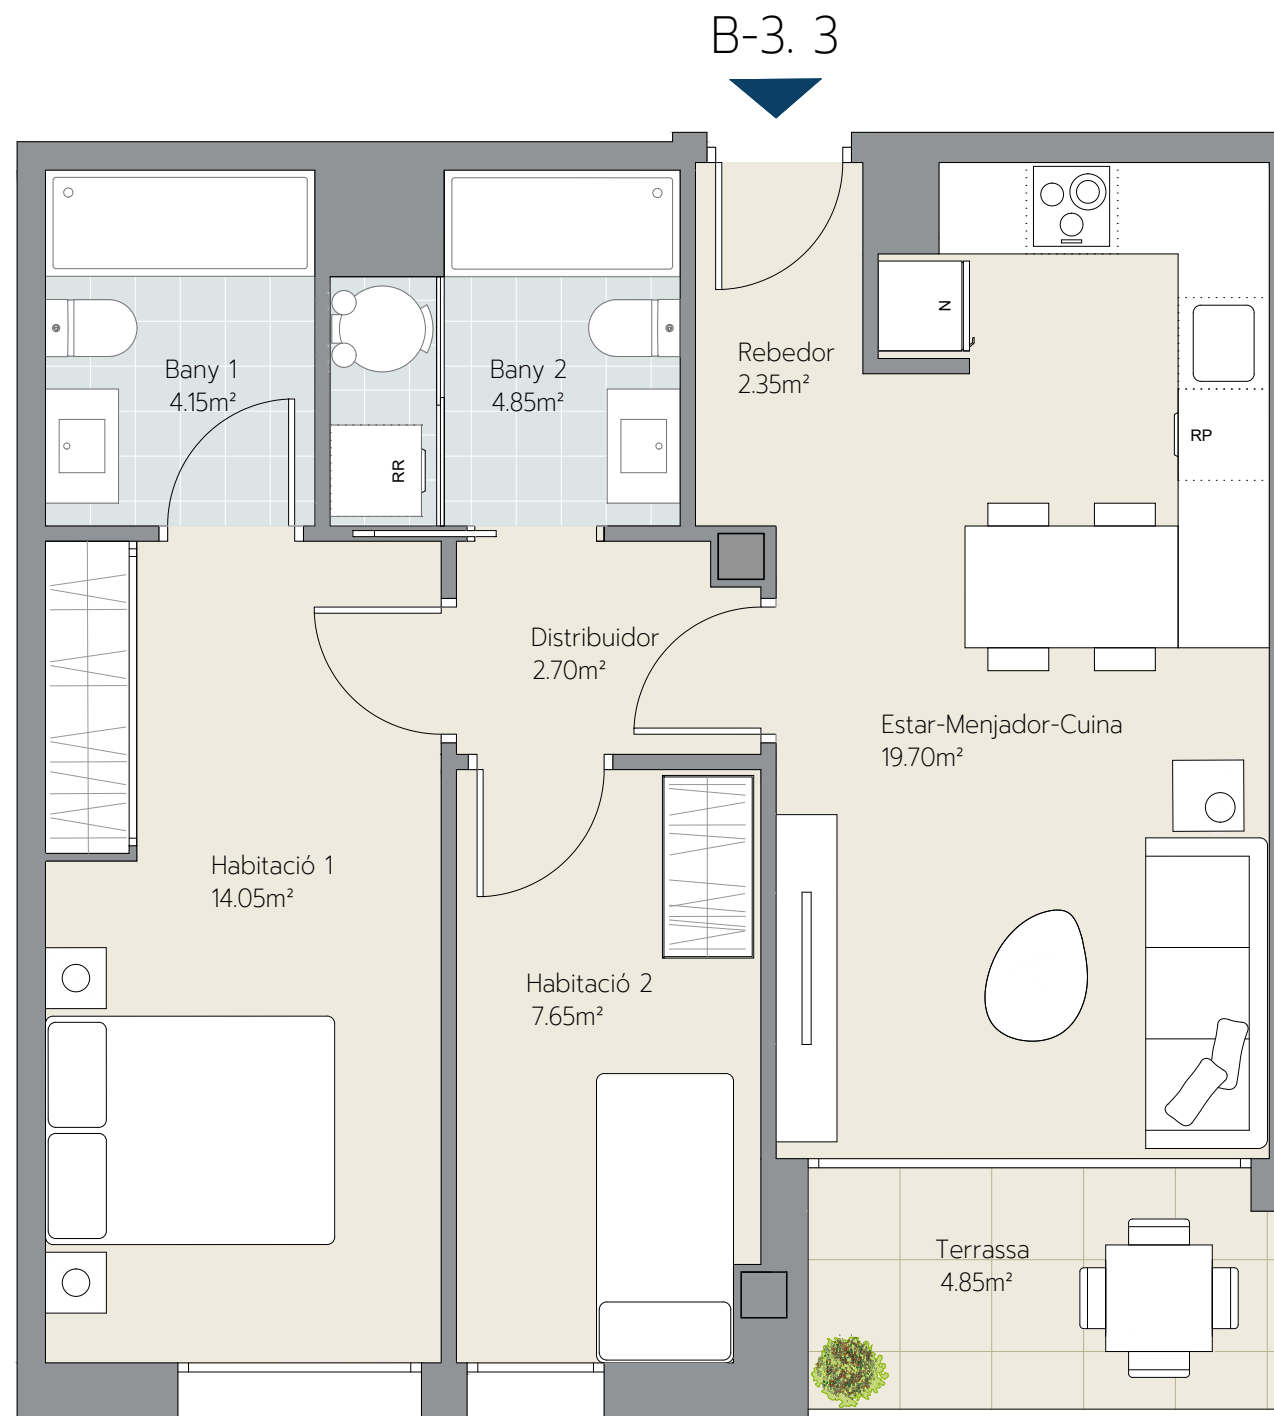 B-3. 3
Bany 1
4.15m²
Bany 2
4.85m²
Rebedor
2.35m²
N
RP
RR
Distribuidor
2.70m²
Estar-Menjador-Cuina
19.70m²
Habitació 1
14.05m²
Habitació 2
7.65m²
Terrassa
4.85m²